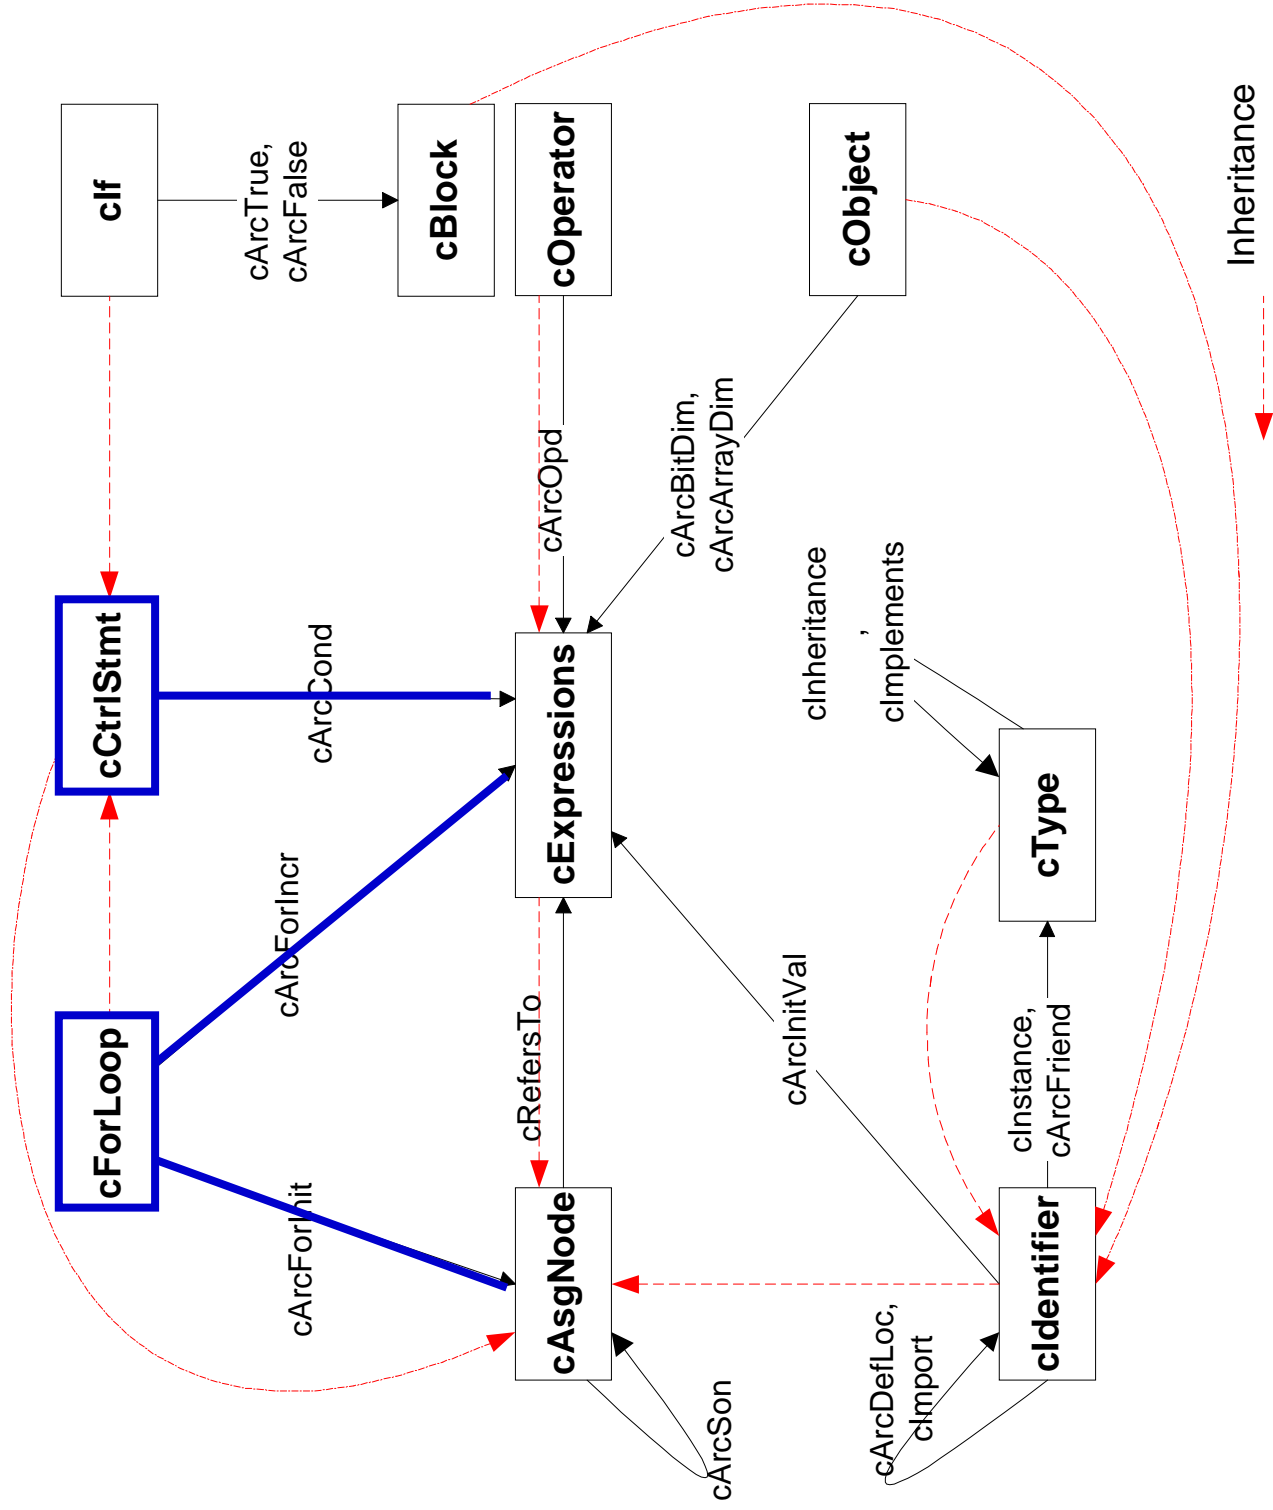 cForLoop
cCtrlStmt
cIf
cArcForInit
cArcForIncr
cArcCond
cArcTrue,
cArcFalse
cBlock
cAsgNode
cRefersTo
cExpressions
cArcOpd
cOperator
cArcSon
cArcBitDim,
cArcArrayDim
cArcInitVal
cInheritance
,
cImplements
cObject
cArcDefLoc,
cImport
cIdentifier
cInstance,
cArcFriend
cType
Inheritance